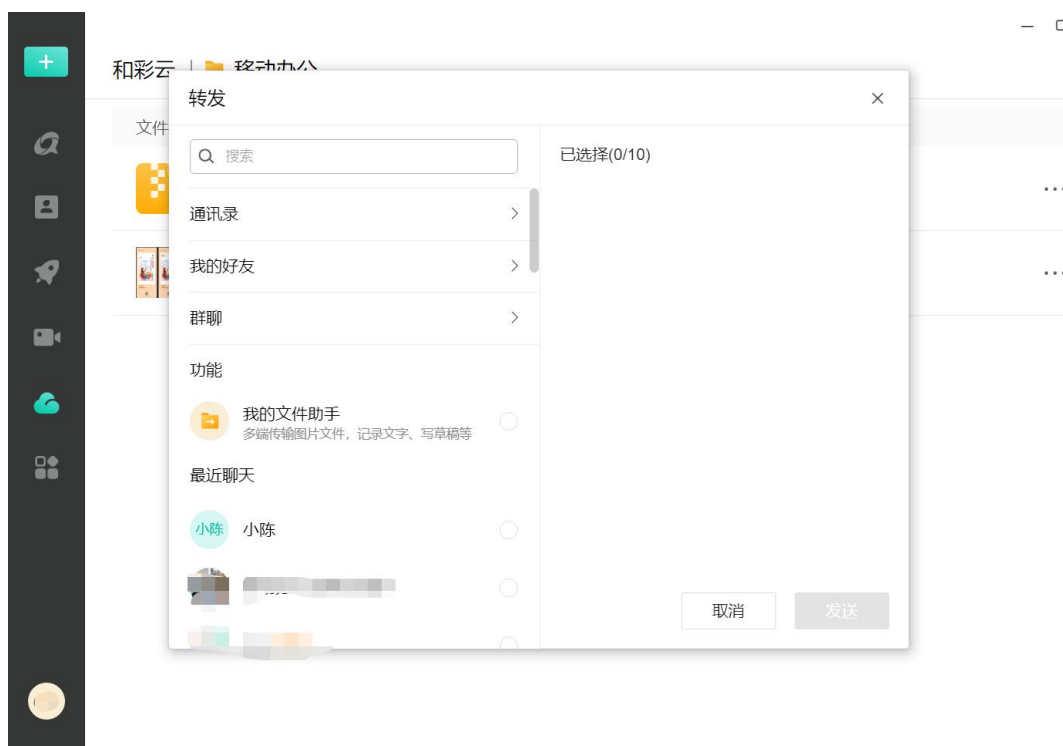 和彩云 | 移动办公
转发
文件
搜索
已选择(0/10)
通讯录
我的好友
群聊
功能
我的文件助手
多端传输图片文件，记录文字、写草稿等
最近聊天
小陈 小陈
取消 发送